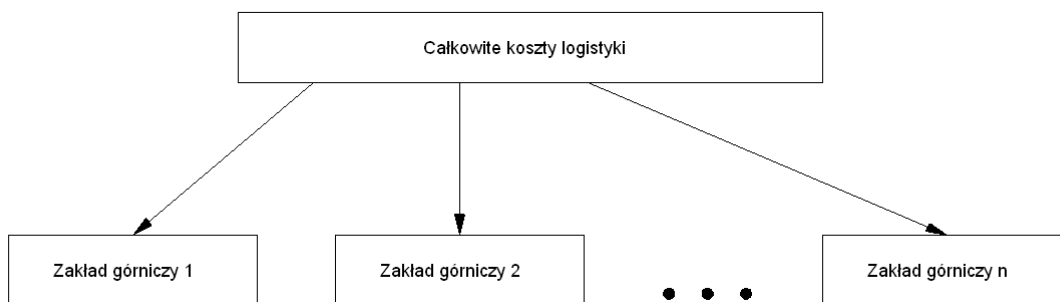 Całkowite koszty logistyki
Zakład górniczy 1
Zakład górniczy 2
Zakład górniczy n